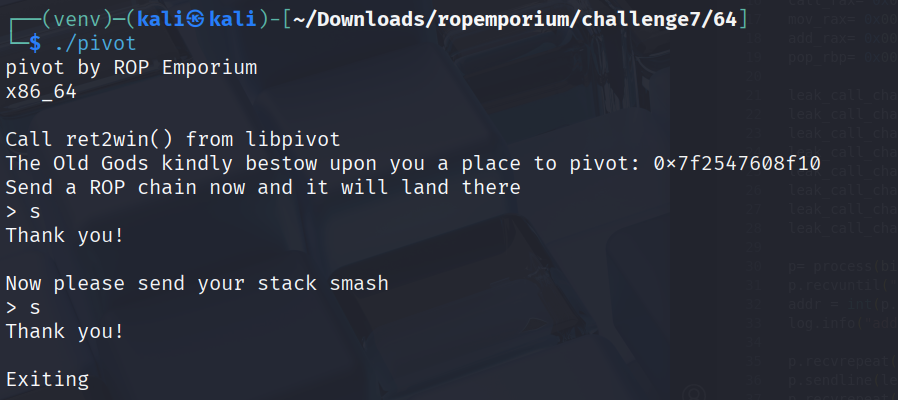 ┌──(venv)─(kali㉿kali)-[~/Downloads/ropemporium/challenge7/64]
└─$ ./pivot
pivot by ROP Emporium
x86_64
Call ret2win() from libpivot
The Old Gods kindly bestow upon you a place to pivot: 0×7f2547608f10
Send a ROP chain now and it will land there
> s
Thank you!
Now please send your stack smash
> s
Thank you!
Exiting